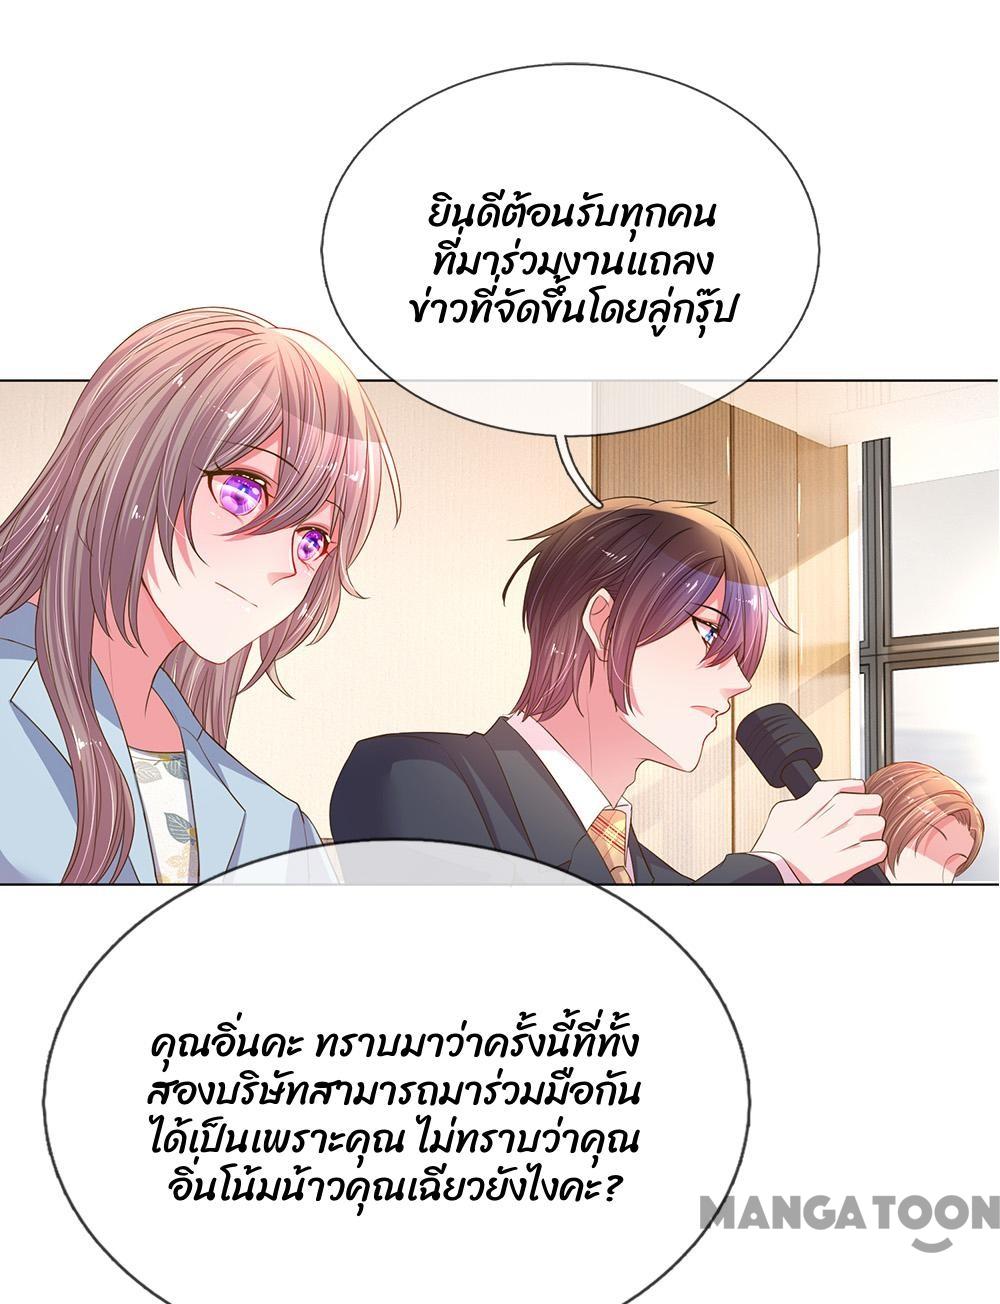 ยินดีต้อนรับทุกคน
ที่มาร่วมงานแถลง
ข่าวที่จัดขึ้นโดยลู่กรุ๊ป
คุณอิ่นคะ ทราบมาว่าครั้งนี้ที่ทั้ง
สองบริษัทสามารถมาร่วมมือกัน
ได้เป็นเพราะคุณ ไม่ทราบว่าคุณ
อิ่นโน้มน้าวคุณเฉียวยังไงคะ?
MANGATOON